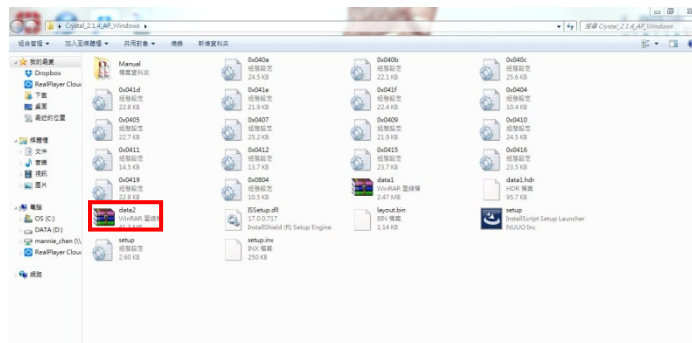 Crystal_2.1.4_AP_Windows
搜尋 Crystal_2.1.4_AP_Windows
組合管理
加入至媒體櫃
共用對象
燒錄
新增資料夾
我的最愛
Dropbox
RealPlayer Clou
下載
桌面
最近的位置
媒體櫃
文件
音樂
視訊
圖片
電腦
OS (C:)
DATA (D:)
mannie_chen (\\
RealPlayer Clou
網路
Manual
檔案資料夾
0x040a
組態設定
24.5 KB
0x040b
組態設定
22.1 KB
0x040c
組態設定
25.6 KB
0x041d
組態設定
22.8 KB
0x041e
組態設定
21.9 KB
0x041f
組態設定
22.4 KB
0x0404
組態設定
10.4 KB
0x0405
組態設定
22.7 KB
0x0407
組態設定
25.2 KB
0x0409
組態設定
21.9 KB
0x0410
組態設定
24.5 KB
0x0411
組態設定
14.5 KB
0x0412
組態設定
13.7 KB
0x0415
組態設定
23.7 KB
0x0416
組態設定
23.5 KB
0x0419
組態設定
22.8 KB
0x0804
組態設定
10.5 KB
data1
WinRAR 壓縮檔
2.47 MB
data1.hdr
HDR 檔案
95.7 KB
data2
WinRAR 壓縮檔
ISSetup.dll
17.0.0.717
InstallShield (R) Setup Engine
layout.bin
BIN 檔案
1.14 KB
setup
InstallScript Setup Launcher
NUUO Inc.
setup
組態設定
2.60 KB
setup.inx
INX 檔案
250 KB